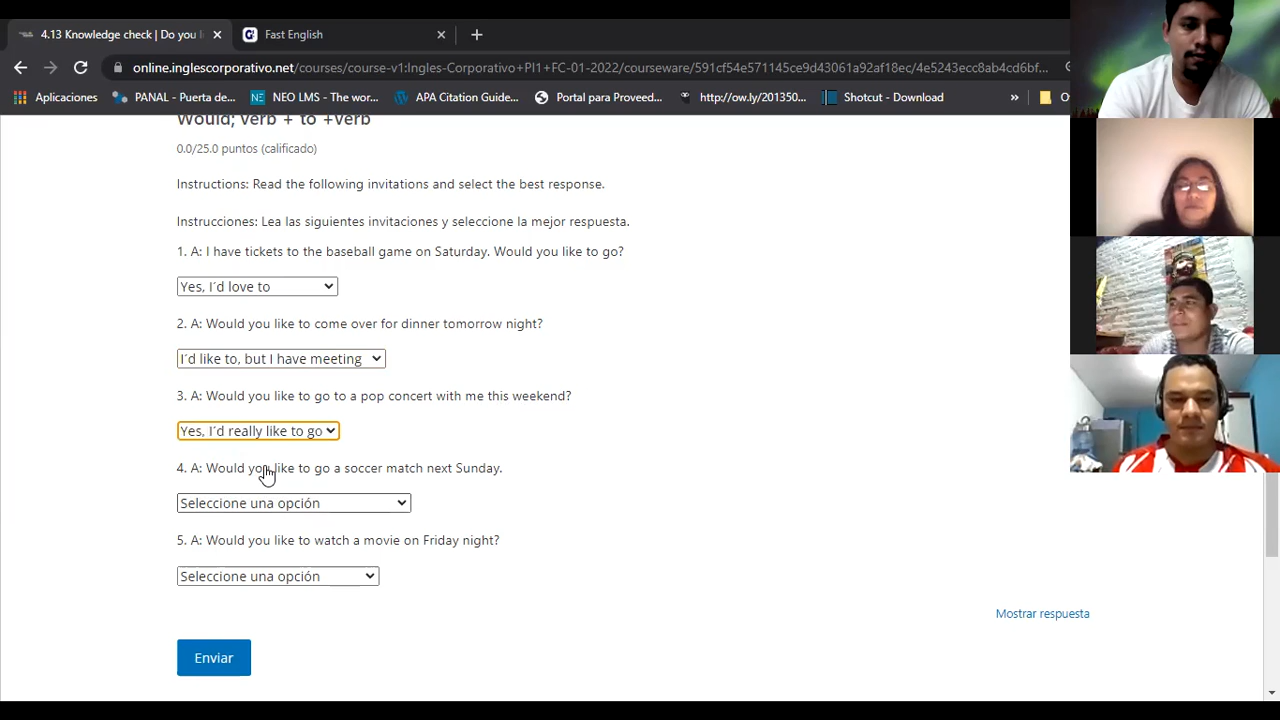 4.13 Knowledge check | Do you l
Fast English
online.inglescorporativo.net/courses/course-v1:Ingles-Corporativo+PI1+FC-01-2022/courseware/591cf54e571145ce9d43061a92af18ec/4e5243ecc8ab4cd6bf...
Aplicaciones
PANAL - Puerta de...
NEO LMS - The wor...
APA Citation Guide...
Portal para Proveed...
http://ow.ly/201350...
Shotcut - Download
»
Would; verb + to +verb
0.0/25.0 puntos (calificado)
Instructions: Read the following invitations and select the best response.
Instrucciones: Lea las siguientes invitaciones y seleccione la mejor respuesta.
1. A: I have tickets to the baseball game on Saturday. Would you like to go?
Yes, I´d love to
2. A: Would you like to come over for dinner tomorrow night?
I´d like to, but I have meeting
3. A: Would you like to go to a pop concert with me this weekend?
Yes, I´d really like to go
4. A: Would you like to go a soccer match next Sunday.
Seleccione una opción
5. A: Would you like to watch a movie on Friday night?
Seleccione una opción
Mostrar respuesta
Enviar